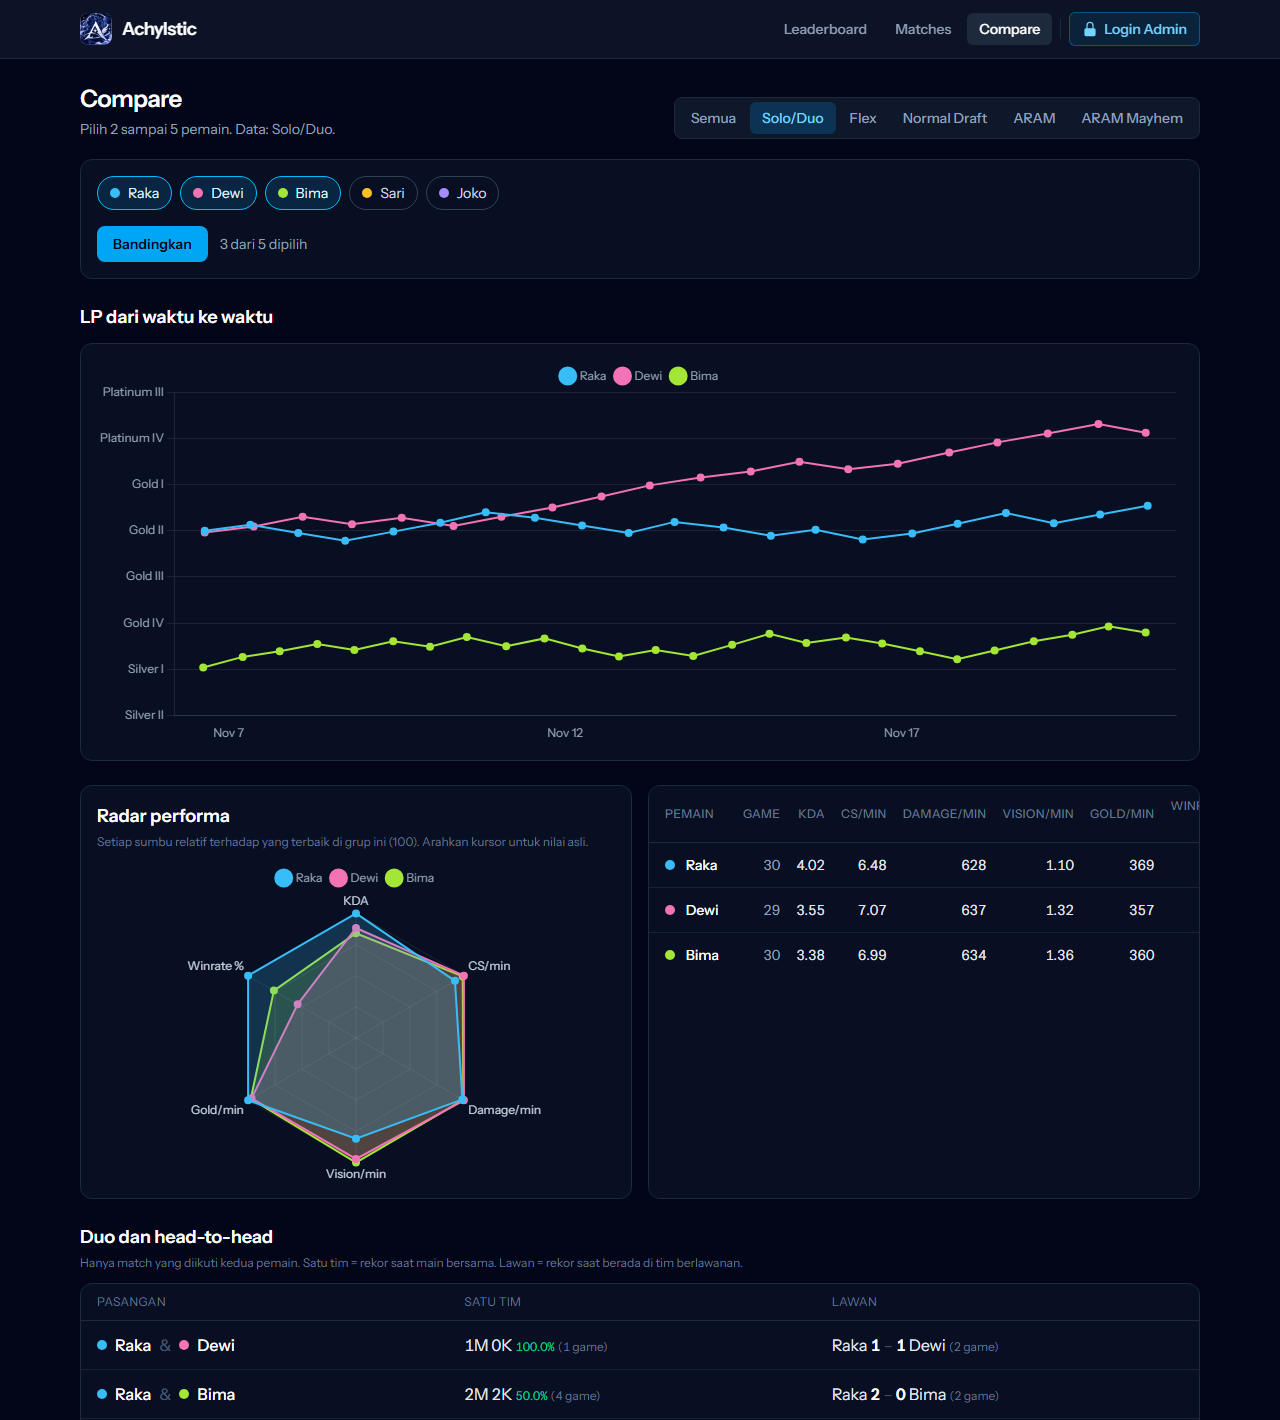 Achylstic
Leaderboard Matches Compare Login Admin
Compare
Pilih 2 sampai 5 pemain. Data: Solo/Duo.
Semua Solo/Duo Flex Normal Draft ARAM ARAM Mayhem
Raka Dewi Bima Sari Joko
Bandingkan 3 dari 5 dipilih
LP dari waktu ke waktu
Raka Dewi Bima
Platinum III
Platinum IV
Gold I
Gold II
Gold III
Gold IV
Silver I
Silver II
Nov 7 Nov 12 Nov 17
Radar performa
Setiap sumbu relatif terhadap yang terbaik di grup ini (100). Arahkan kursor untuk nilai asli.
Raka Dewi Bima
KDA
Winrate % CS/min
Gold/min Damage/min
Vision/min
PEMAIN GAME KDA CS/MIN DAMAGE/MIN VISION/MIN GOLD/MIN
Raka 30 4.02 6.48 628 1.10 369
Dewi 29 3.55 7.07 637 1.32 357
Bima 30 3.38 6.99 634 1.36 360
Duo dan head-to-head
Hanya match yang diikuti kedua pemain. Satu tim = rekor saat main bersama. Lawan = rekor saat berada di tim berlawanan.
PASANGAN SATU TIM LAWAN
Raka & Dewi 1M 0K 100.0% (1 game) Raka 1 – 1 Dewi (2 game)
Raka & Bima 2M 2K 50.0% (4 game) Raka 2 – 0 Bima (2 game)